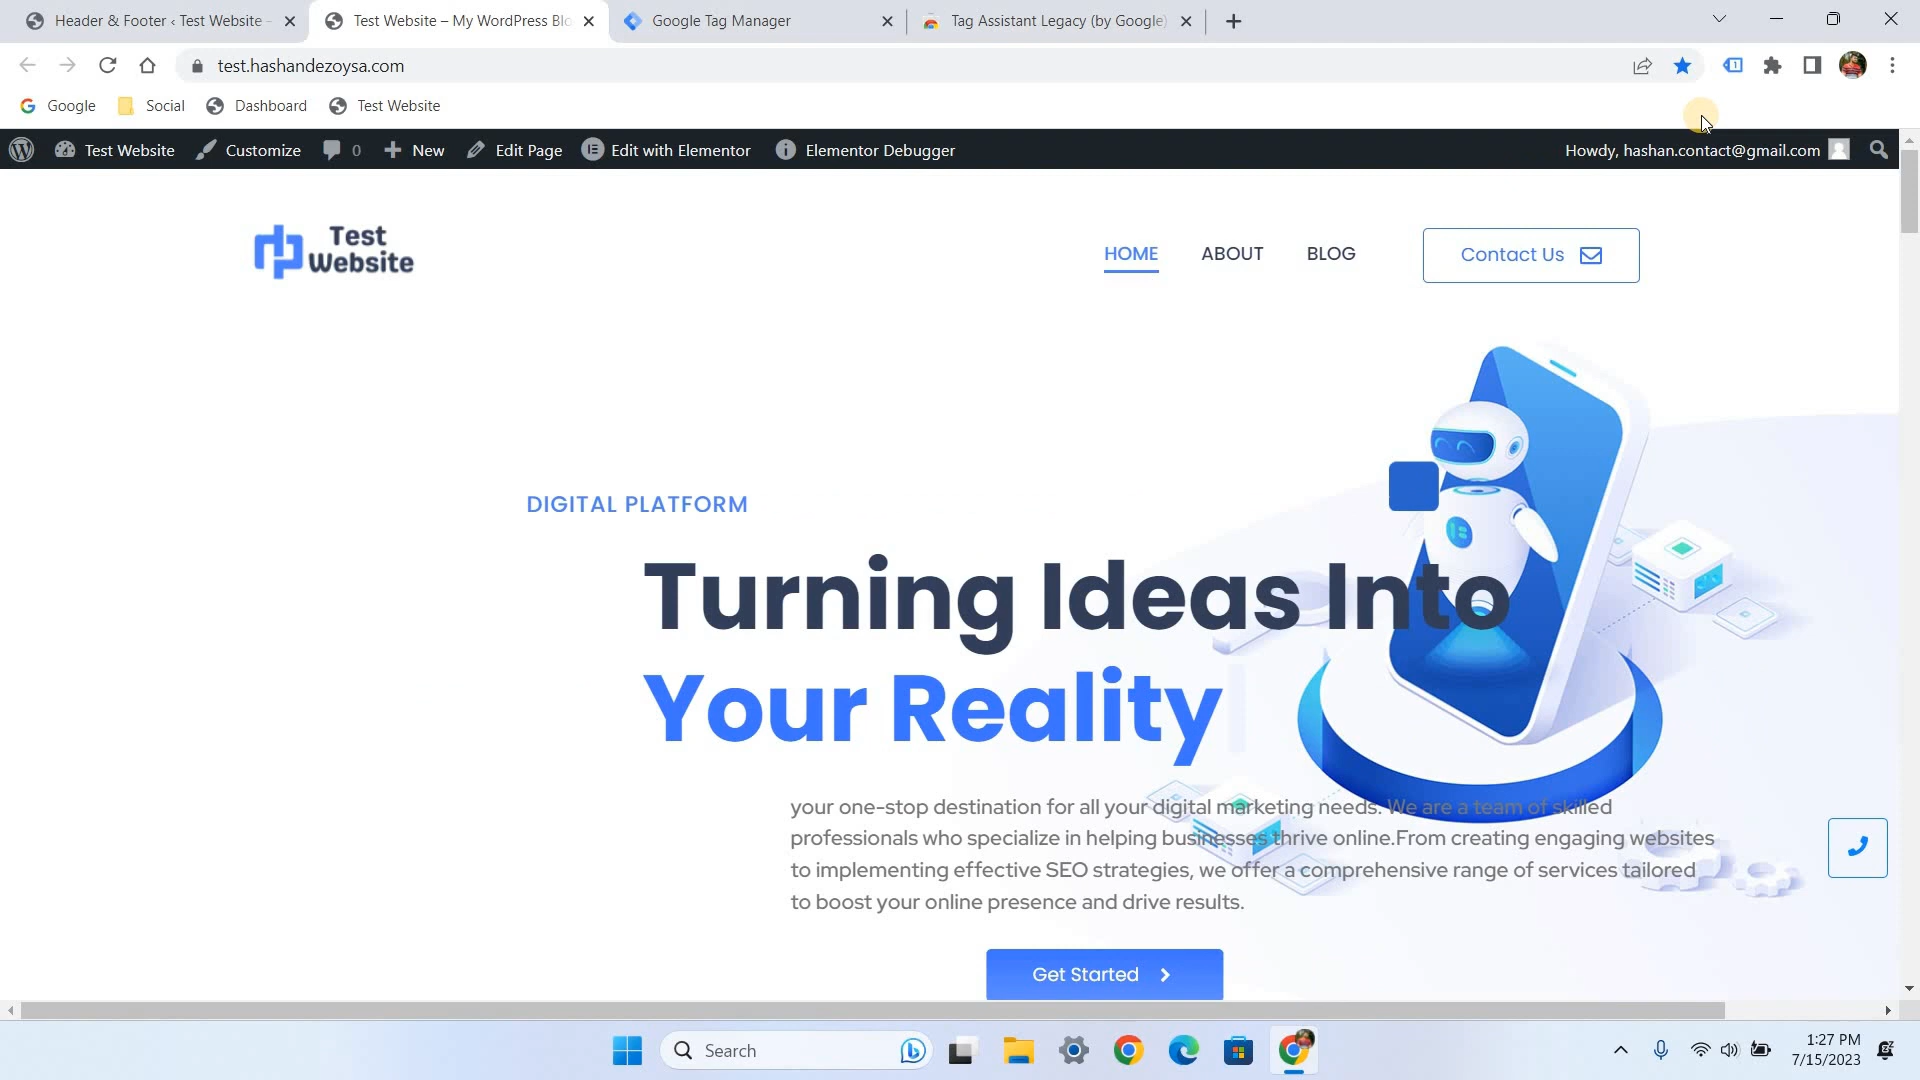 Header & Footer ‹ Test Website -
Test Website – My WordPress Blo
Google Tag Manager
Tag Assistant Legacy (by Google)
test.hashandezoysa.com
1
Google
Social
Dashboard
Test Website
Test Website
Customize
0
New
Edit Page
Edit with Elementor
Elementor Debugger
Howdy, hashan.contact@gmail.com
Test
Website
HOME
ABOUT
BLOG
Contact Us
DIGITAL PLATFORM
Turning Ideas Into
Your Reality
your one-stop destination for all your digital marketing needs. We are a team of skilled
professionals who specialize in helping businesses thrive online.From creating engaging websites
to implementing effective SEO strategies, we offer a comprehensive range of services tailored
to boost your online presence and drive results.
Get Started
Search
1:27 PM
7/15/2023